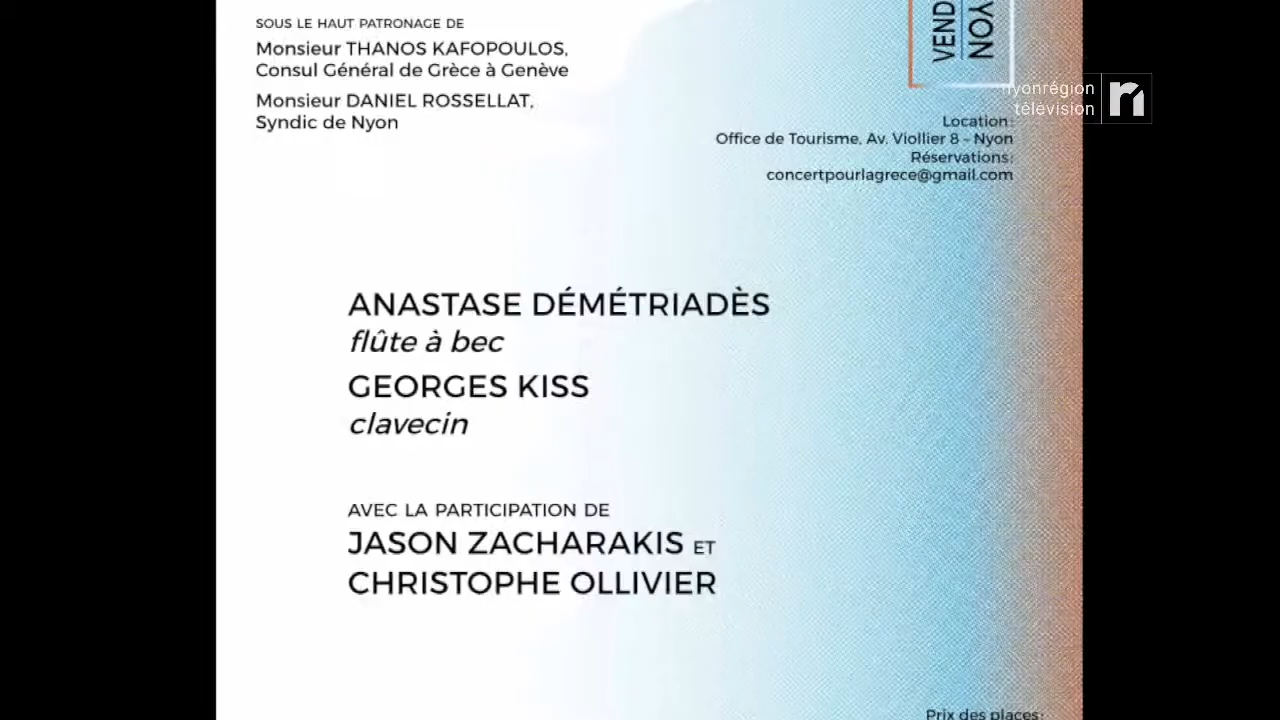 SOUS LE HAUT PATRONAGE DE
Monsieur THANOS KAFOPOULOS,
Consul Général de Grèce à Genève
Monsieur DANIEL ROSSELLAT,
Syndic de Nyon
VEND
YON
nyonrégion
télévision
Location:
Office de Tourisme, Av. Viollier 8 - Nyon
Réservations:
concertpourlagrece@gmail.com
ANASTASE DÉMÉTRIADÈS
flûte à bec
GEORGES KISS
clavecin
AVEC LA PARTICIPATION DE
JASON ZACHARAKIS ET
CHRISTOPHE OLLIVIER
Prix des places: